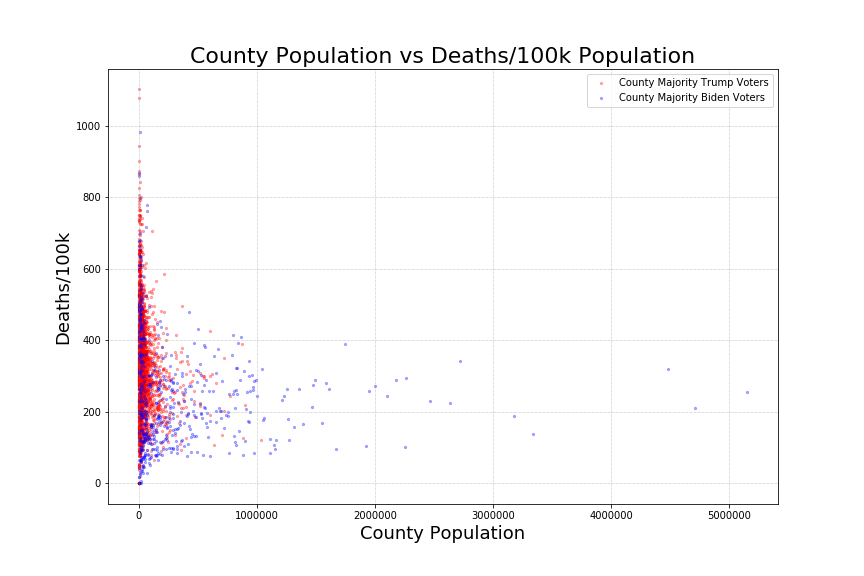 County Population vs Deaths/100k Population
County Majority Trump Voters
County Majority Biden Voters
1000
800
600
400
200
0
Deaths/100k
0 1000000 2000000 3000000 4000000 5000000
County Population